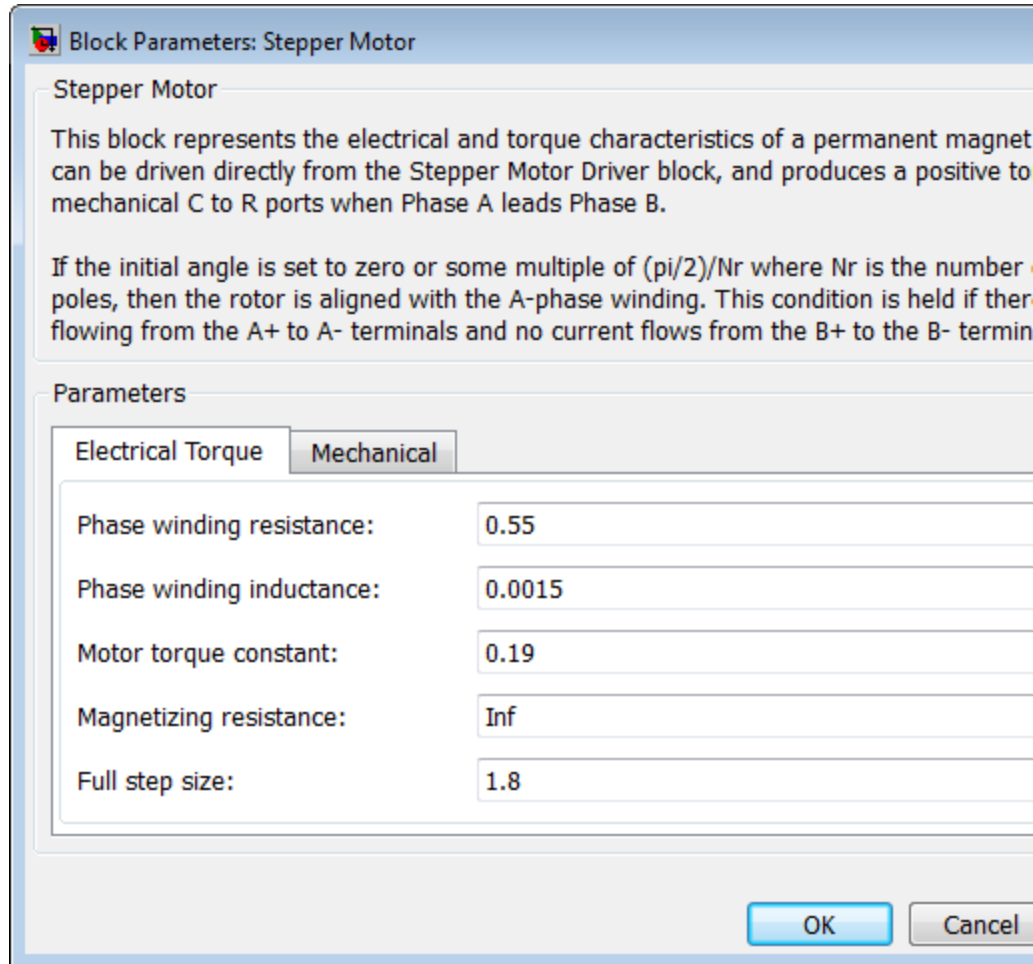 Block Parameters: Stepper Motor
Stepper Motor
This block represents the electrical and torque characteristics of a permanent magnet
can be driven directly from the Stepper Motor Driver block, and produces a positive to
mechanical C to R ports when Phase A leads Phase B.
If the initial angle is set to zero or some multiple of (pi/2)/Nr where Nr is the number
poles, then the rotor is aligned with the A-phase winding. This condition is held if ther
flowing from the A+ to A- terminals and no current flows from the B+ to the B- termin
Parameters
Electrical Torque Mechanical
Phase winding resistance: 0.55
Phase winding inductance: 0.0015
Motor torque constant: 0.19
Magnetizing resistance: Inf
Full step size: 1.8
OK Cancel